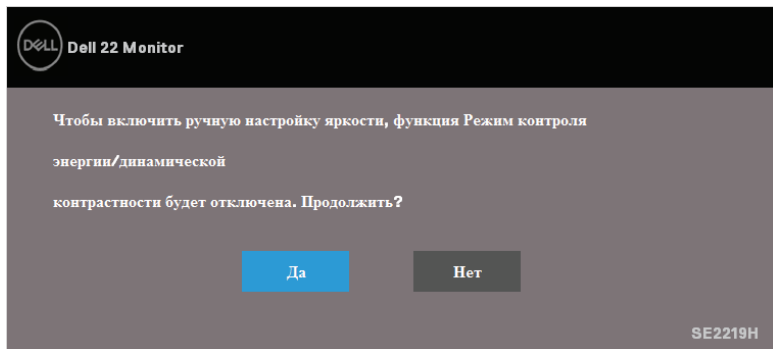 DELL
Dell 22 Monitor
Чтобы включить ручную настройку яркости, функция Режим контроля
энергии/динамической
контрастности будет отключена. Продолжить?
Да
Нет
SE2219H